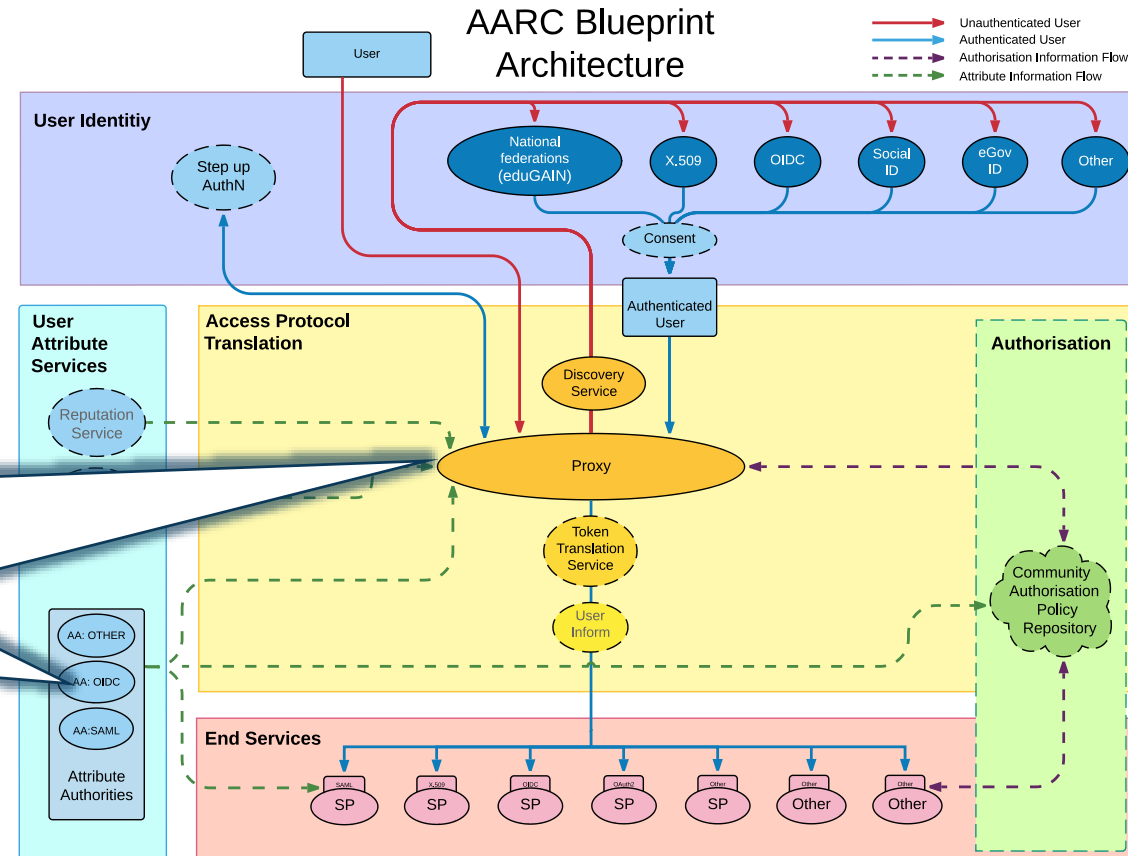 AARC Blueprint
Architecture
Unauthenticated User
Authenticated User
Authorisation Information Flow
Attribute Information Flow
User
User Identitiy
Step up
AuthN
National
federations
(eduGAIN)
X.509
OIDC
Social
ID
eGov
ID
Other
Consent
Authenticated
User
User
Attribute
Services
Access Protocol
Translation
Authorisation
Discovery
Service
Reputation
Service
Proxy
Token
Translation
Service
User
Inform
Community
Authorisation
Policy
Repository
AA: OTHER
AA: OIDC
AA:SAML
Attribute
Authorities
End Services
SAML
SP
X.509
SP
OIDC
SP
OAuth2
SP
Other
SP
Other
Other
Other
Other